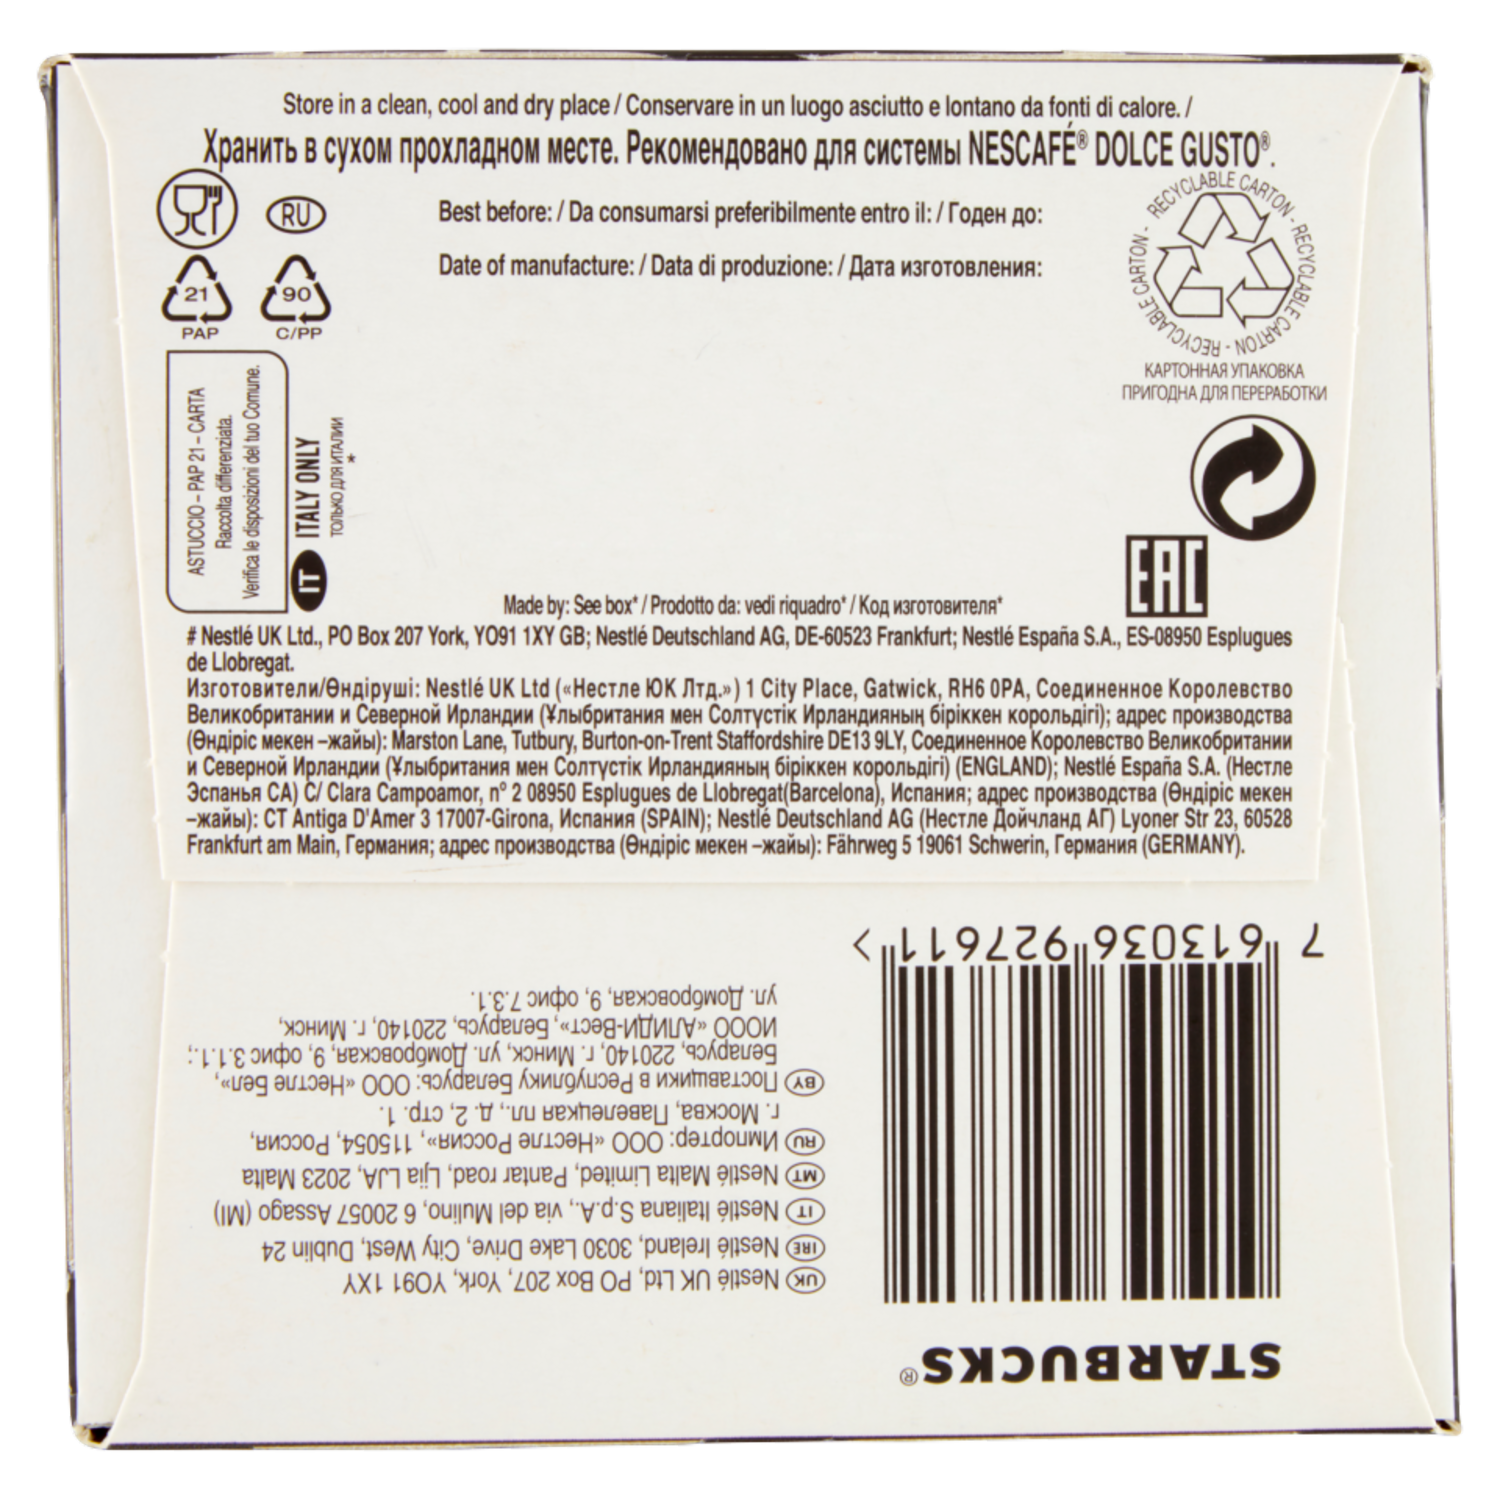 Store in a clean, cool and dry place / Conservare in un luogo asciutto e lontano da fonti di calore. /
Хранить в сухом прохладном месте. Рекомендовано для системы NESCAFÉ® DOLCE GUSTO®.
RU
Best before: / Da consumarsi preferibilmente entro il: / Годен до:
Date of manufacture: / Data di produzione: / Дата изготовления:
21
PAP
90
C/PP
RECYCLABLE CARTON - RECYCLABLE CARTON - RECYCLABLE CARTON -
КАРТОННАЯ УПАКОВКА
ПРИГОДНА ДЛЯ ПЕРЕРАБОТКИ
ASTUCCIO – PAP 21 – CARTA
Raccolta differenziata.
Verifica le disposizioni del tuo Comune.
IT ITALY ONLY
ТОЛЬКО ДЛЯ ИТАЛИИ
*
EAC
Made by: See box* / Prodotto da: vedi riquadro* / Код изготовителя*
# Nestlé UK Ltd., PO Box 207 York, YO91 1XY GB; Nestlé Deutschland AG, DE-60523 Frankfurt; Nestlé España S.A., ES-08950 Esplugues
de Llobregat.
Изготовители/Өндіруші: Nestlé UK Ltd («Нестле ЮК Лтд.») 1 City Place, Gatwick, RH6 0PA, Соединенное Королевство
Великобритании и Северной Ирландии (Ұлыбритания мен Солтүстік Ирландияның біріккен корольдігі); адрес производства
(Өндіріс мекен –жайы): Marston Lane, Tutbury, Burton-on-Trent Staffordshire DE13 9LY, Соединенное Королевство Великобритании
и Северной Ирландии (Ұлыбритания мен Солтүстік Ирландияның біріккен корольдігі) (ENGLAND); Nestlé España S.A. (Нестле
Эспанья СА) C/ Clara Campoamor, n° 2 08950 Esplugues de Llobregat(Barcelona), Испания; адрес производства (Өндіріс мекен
–жайы): CT Antiga D'Amer 3 17007-Girona, Испания (SPAIN); Nestlé Deutschland AG (Нестле Дойчланд АГ) Lyoner Str 23, 60528
Frankfurt am Main, Германия; адрес производства (Өндіріс мекен –жайы): Fährweg 5 19061 Schwerin, Германия (GERMANY).
STARBUCKS®
UK Nestlé UK Ltd, PO Box 207, York, YO91 1XY
IRE Nestlé Ireland, 3030 Lake Drive, City West, Dublin 24
IT Nestlé Italiana S.p.A., via del Mulino, 6 20057 Assago (MI)
MT Nestlé Malta Limited, Pantar road, Lija LJA, 2023 Malta
RU Импортер: ООО «Нестле Россия», 115054, Россия,
г. Москва, Павелецкая пл., д. 2, стр. 1.
BY Поставщики в Республику Беларусь: ООО «Нестле Бел»,
Беларусь, 220140, г. Минск, ул. Домбровская, 9, офис 3.1.1.;
ИООО «АЛИДИ-Вест», Беларусь, 220140, г. Минск,
ул. Домбровская, 9, офис 7.3.1.
7 613036 927611 >